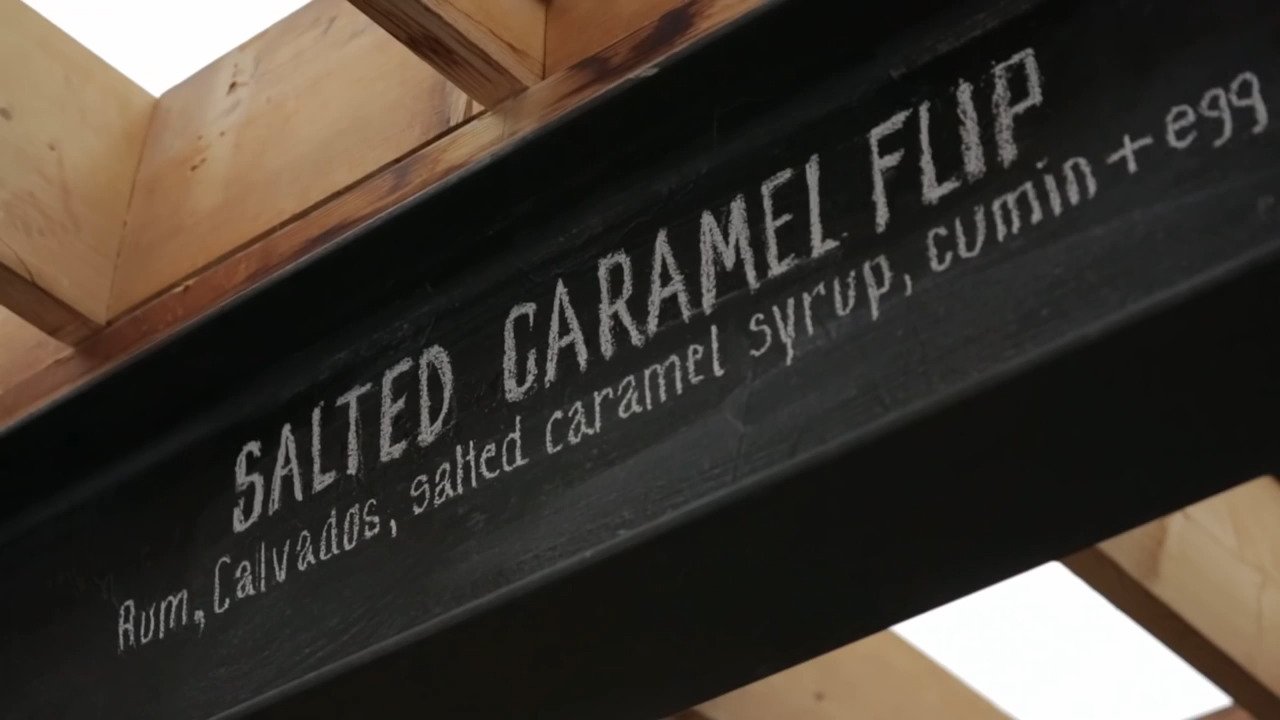 SALTED CARAMEL FLIP
Rum, Calvados, salted caramel syrup, cumin + egg